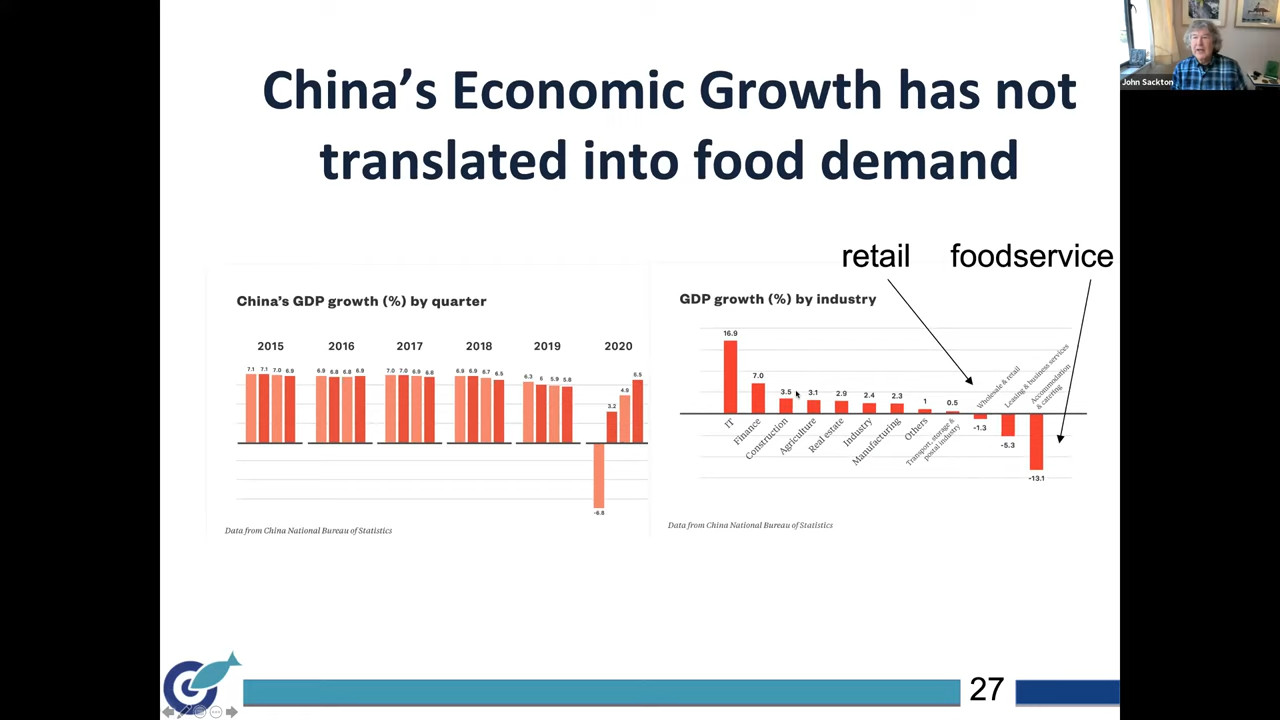 China's Economic Growth has not
translated into food demand
John Sackton
retail foodservice
China's GDP growth (%) by quarter
2015 2016 2017 2018 2019 2020
7.1 7.1 7.0 6.9 6.9 6.8 6.8 6.9 7.0 7.0 6.9 6.8 6.9 6.9 6.7 6.5 6.3 6 5.9 5.8 -6.8 3.2 4.9 6.5
Data from China National Bureau of Statistics
GDP growth (%) by industry
16.9 7.0 3.5 3.1 2.9 2.4 2.3 1 0.5 -1.3 -5.3 -13.1
IT
Finance
Construction
Agriculture
Real estate
Industry
Manufacturing
Others
Transport, storage &
postal industry
Wholesale & retail
Leasing & business services
Accommodation
& catering
Data from China National Bureau of Statistics
27